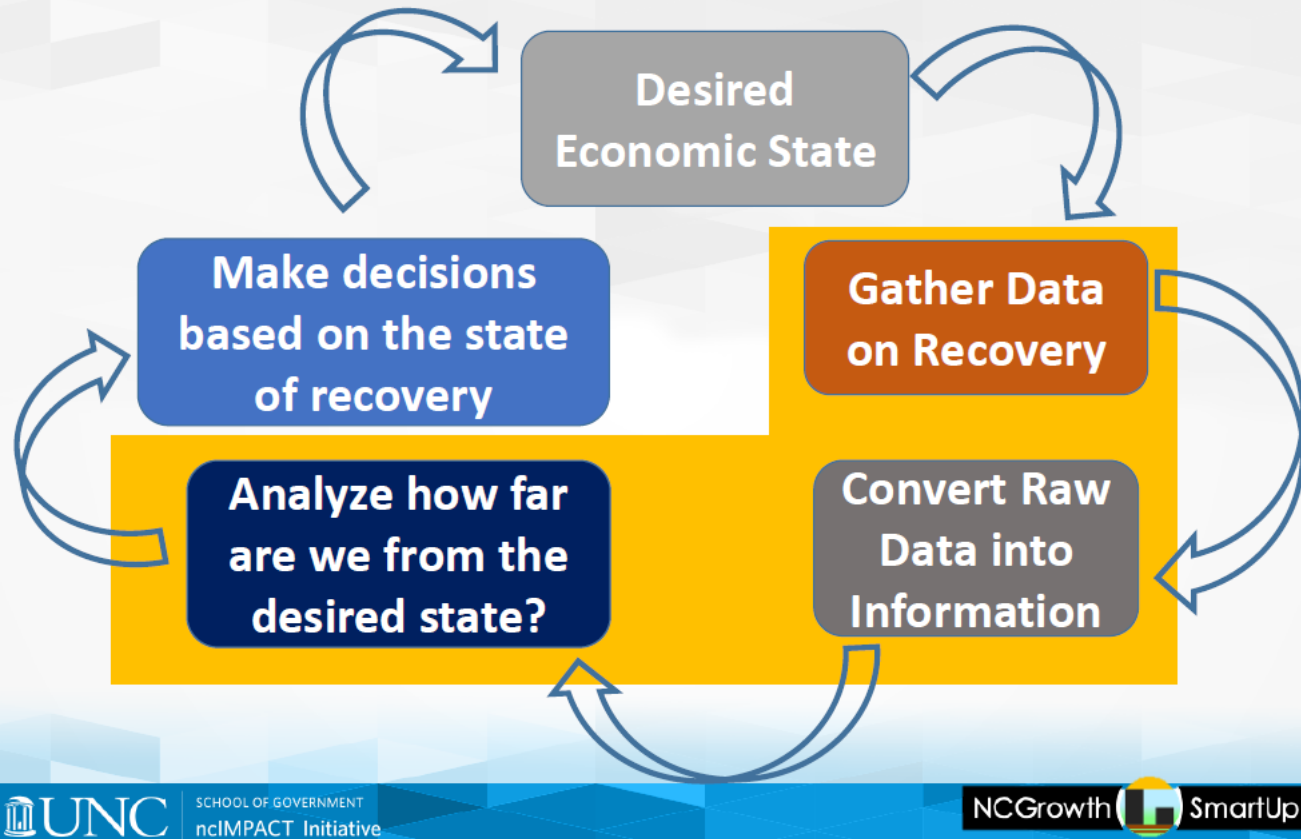 Desired
Economic State
Gather Data
on Recovery
Convert Raw
Data into
Information
Analyze how far
are we from the
desired state?
Make decisions
based on the state
of recovery
UNC
SCHOOL OF GOVERNMENT
ncIMPACT Initiative
NCGrowth SmartUp